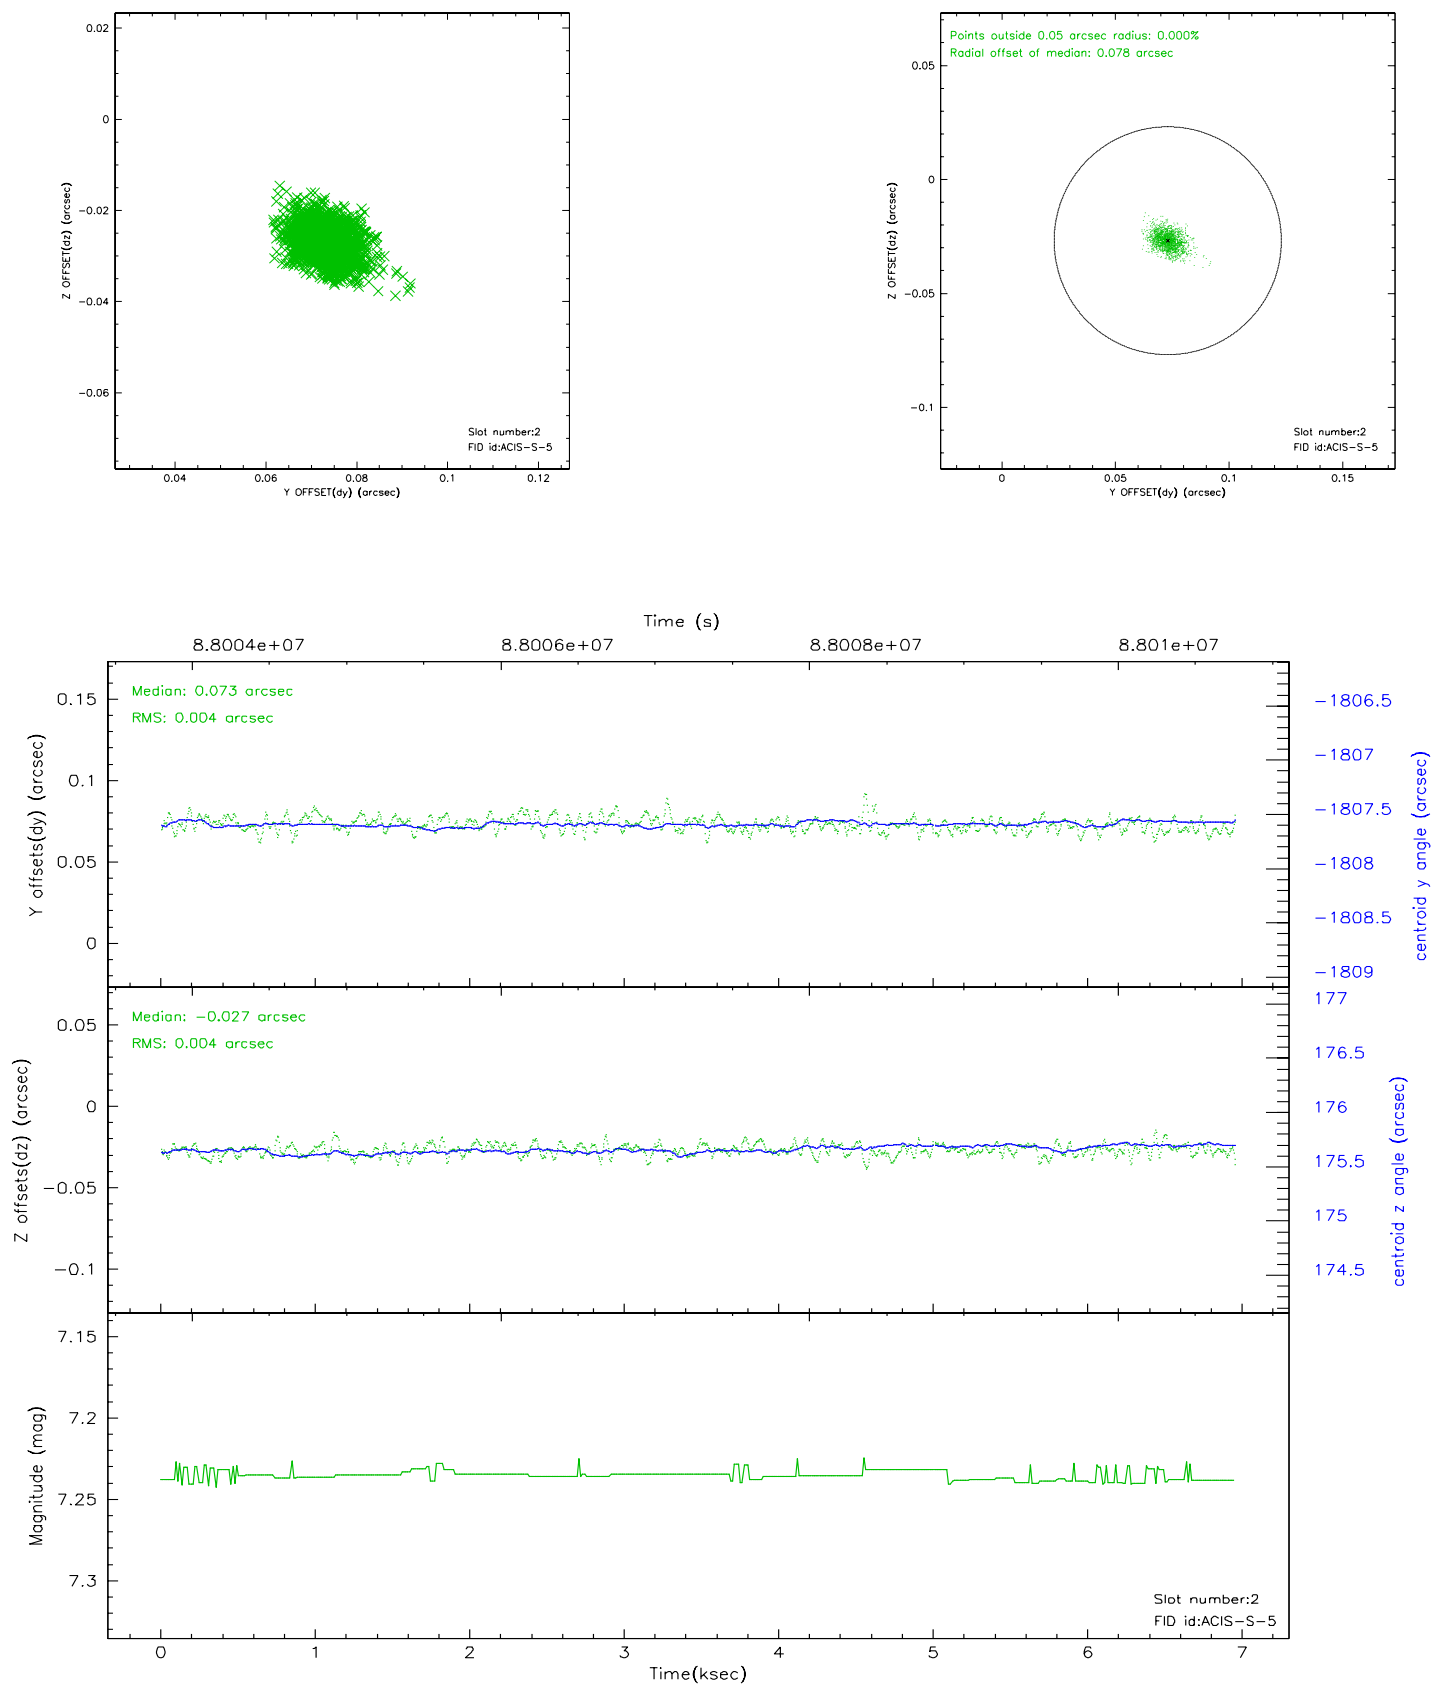 0.02
0
−0.02
−0.04
−0.06
Z OFFSET(dz) (arcsec)
0.04 0.06 0.08 0.1 0.12
Y OFFSET(dy) (arcsec)
Slot number:2
FID id:ACIS−S−5
Points outside 0.05 arcsec radius: 0.000%
Radial offset of median: 0.078 arcsec
0.05
0
−0.05
−0.1
Z OFFSET(dz) (arcsec)
0 0.05 0.1 0.15
Y OFFSET(dy) (arcsec)
Slot number:2
FID id:ACIS−S−5
Time (s)
8.8004e+07 8.8006e+07 8.8008e+07 8.801e+07
Median: 0.073 arcsec
RMS: 0.004 arcsec
0.15
0.1
0.05
0
Y offsets(dy) (arcsec)
−1806.5
−1807
−1807.5
−1808
−1808.5
−1809
centroid y angle (arcsec)
Median: −0.027 arcsec
RMS: 0.004 arcsec
0.05
0
−0.05
−0.1
Z offsets(dz) (arcsec)
177
176.5
176
175.5
175
174.5
centroid z angle (arcsec)
7.15
7.2
7.25
7.3
Magnitude (mag)
Slot number:2
FID id:ACIS−S−5
0 1 2 3 4 5 6 7
Time(ksec)